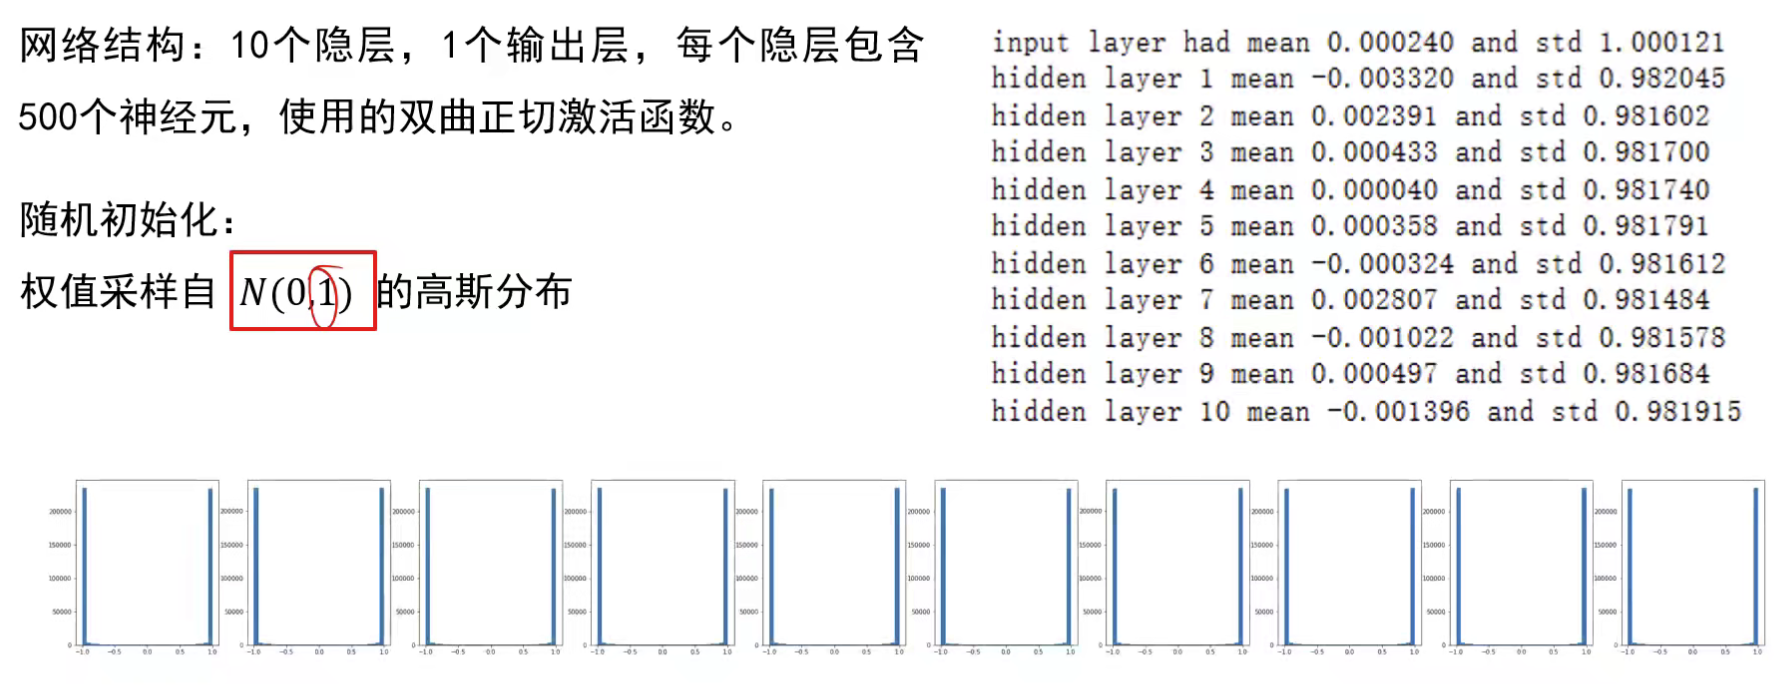 网络结构：10个隐层，1个输出层，每个隐层包含
500个神经元，使用的双曲正切激活函数。
随机初始化：
权值采样自 N(0,1) 的高斯分布
input layer had mean 0.000240 and std 1.000121
hidden layer 1 mean -0.003320 and std 0.982045
hidden layer 2 mean 0.002391 and std 0.981602
hidden layer 3 mean 0.000433 and std 0.981700
hidden layer 4 mean 0.000040 and std 0.981740
hidden layer 5 mean 0.000358 and std 0.981791
hidden layer 6 mean -0.000324 and std 0.981612
hidden layer 7 mean 0.002807 and std 0.981484
hidden layer 8 mean -0.001022 and std 0.981578
hidden layer 9 mean 0.000497 and std 0.981684
hidden layer 10 mean -0.001396 and std 0.981915
200000 200000 200000 200000 200000 200000 200000 200000 200000 200000
150000 150000 150000 150000 150000 150000 150000 150000 150000 150000
100000 100000 100000 100000 100000 100000 100000 100000 100000 100000
50000 50000 50000 50000 50000 50000 50000 50000 50000 50000
0 0 0 0 0 0 0 0 0 0
-1.0 -0.5 0.0 0.5 1.0 -1.0 -0.5 0.0 0.5 1.0 -1.0 -0.5 0.0 0.5 1.0 -1.0 -0.5 0.0 0.5 1.0 -1.0 -0.5 0.0 0.5 1.0 -1.0 -0.5 0.0 0.5 1.0 -1.0 -0.5 0.0 0.5 1.0 -1.0 -0.5 0.0 0.5 1.0 -1.0 -0.5 0.0 0.5 1.0 -1.0 -0.5 0.0 0.5 1.0